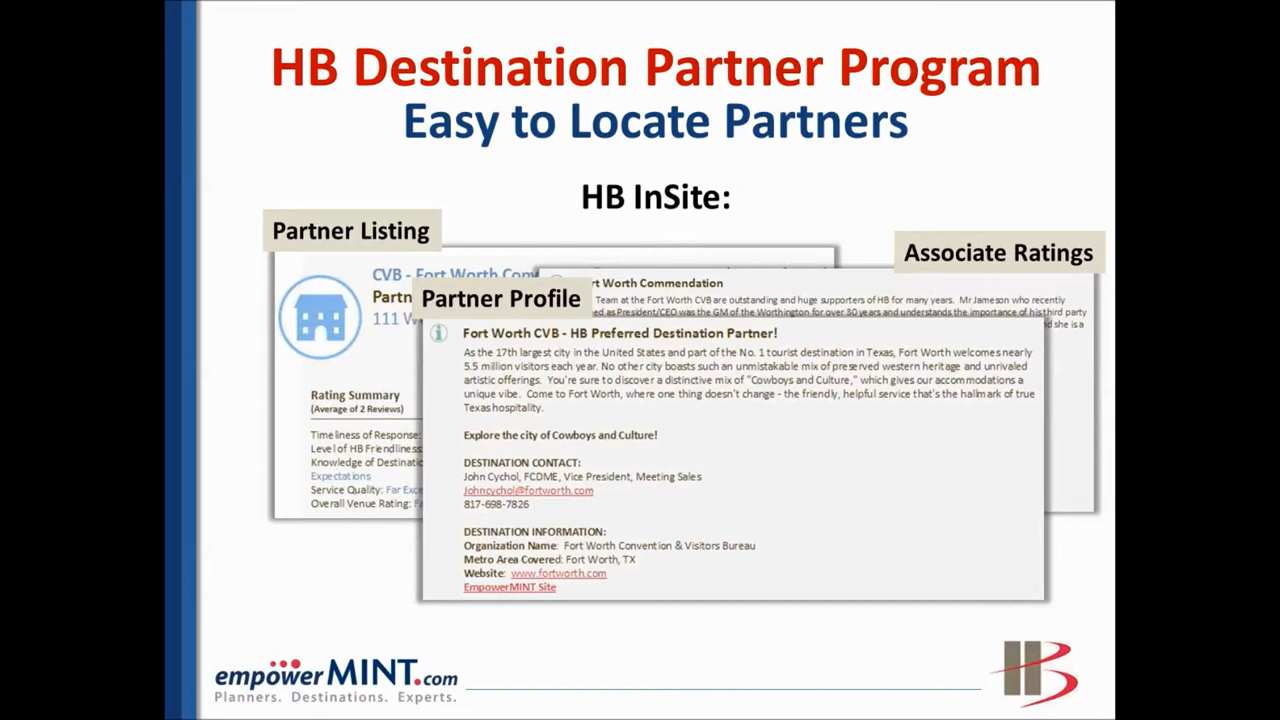 HB Destination Partner Program
Easy to Locate Partners
HB InSite:
Partner Listing
Associate Ratings
CVB - Fort Worth Conv
Partn
111 W
Rating Summary
(Average of 2 Reviews)
Timeliness of Response:
Level of HB Friendliness
Knowledge of Destinatio
Expectations
Service Quality: Far Exce
Overall Venue Rating: Fa
rt Worth Commendation
Team at the Fort Worth CVB are outstanding and huge supporters of HB for many years. Mr Jameson who recently
ed as President/CEO was the GM of the Worthington for over 30 years and understands the importance of his third party
nd she is a
Partner Profile
Fort Worth CVB - HB Preferred Destination Partner!
As the 17th largest city in the United States and part of the No. 1 tourist destination in Texas, Fort Worth welcomes nearly
5.5 million visitors each year. No other city boasts such an unmistakable mix of preserved western heritage and unrivaled
artistic offerings. You're sure to discover a distinctive mix of "Cowboys and Culture," which gives our accommodations a
unique vibe. Come to Fort Worth, where one thing doesn't change - the friendly, helpful service that's the hallmark of true
Texas hospitality.
Explore the city of Cowboys and Culture!
DESTINATION CONTACT:
John Cychol, FCDME, Vice President, Meeting Sales
Johncychol@fortworth.com
817-698-7826
DESTINATION INFORMATION:
Organization Name: Fort Worth Convention & Visitors Bureau
Metro Area Covered: Fort Worth, TX
Website: www.fortworth.com
EmpowerMINT Site
empowerMINT.com
Planners. Destinations. Experts.
HB